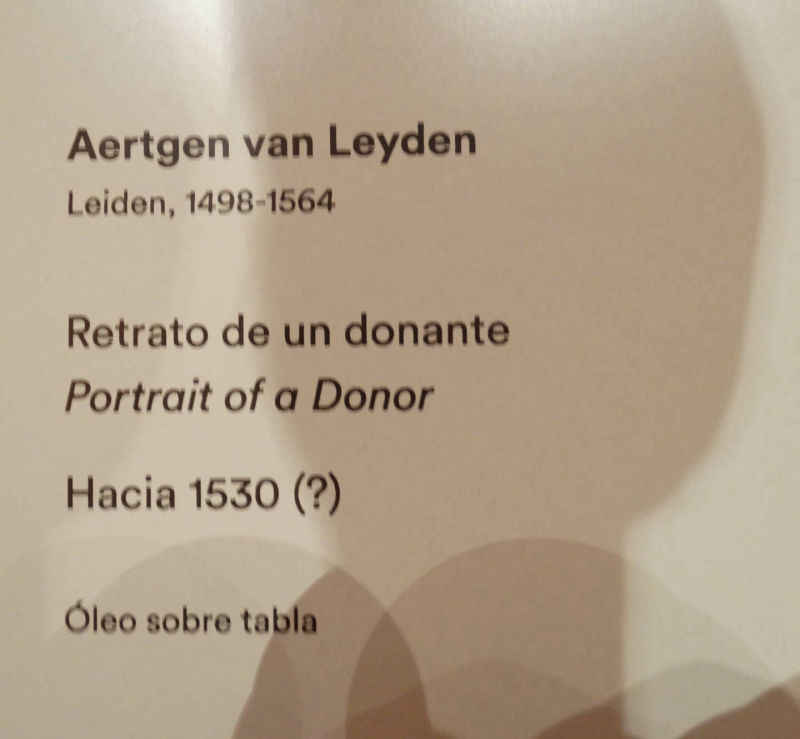 Aertgen van Leyden
Leiden, 1498-1564
Retrato de un donante
Portrait of a Donor
Hacia 1530 (?)
Óleo sobre tabla